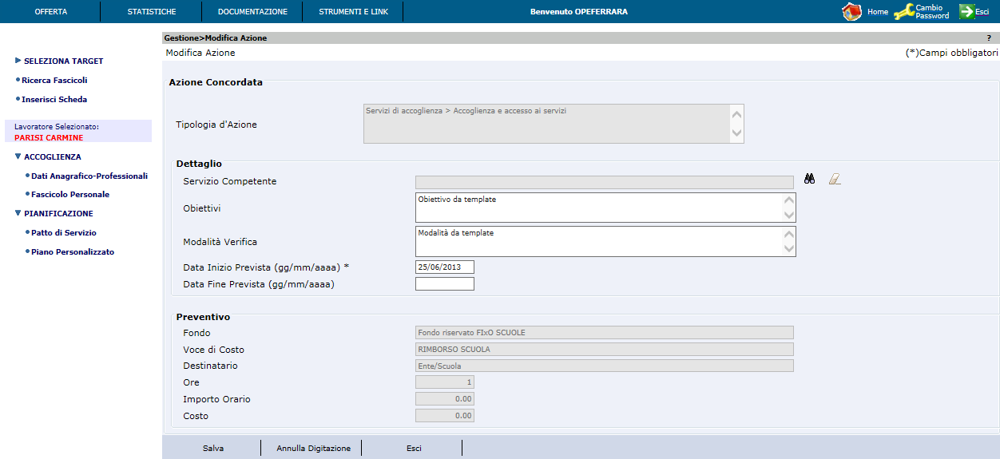 OFFERTA STATISTICHE DOCUMENTAZIONE STRUMENTI E LINK Benvenuto OPEFERRARA Home Cambio Password Esci
Gestione>Modifica Azione ?
Modifica Azione (*)Campi obbligatori
SELEZIONA TARGET
Ricerca Fascicoli
Inserisci Scheda
Lavoratore Selezionato:
PARISI CARMINE
ACCOGLIENZA
Dati Anagrafico-Professionali
Fascicolo Personale
PIANIFICAZIONE
Patto di Servizio
Piano Personalizzato
Azione Concordata
Tipologia d'Azione Servizi di accoglienza > Accoglienza e accesso ai servizi
Dettaglio
Servizio Competente
Obiettivi Obiettivo da template
Modalità Verifica Modalità da template
Data Inizio Prevista (gg/mm/aaaa) * 25/06/2013
Data Fine Prevista (gg/mm/aaaa)
Preventivo
Fondo Fondo riservato FIxO SCUOLE
Voce di Costo RIMBORSO SCUOLA
Destinatario Ente/Scuola
Ore 1
Importo Orario 0.00
Costo 0.00
Salva Annulla Digitazione Esci